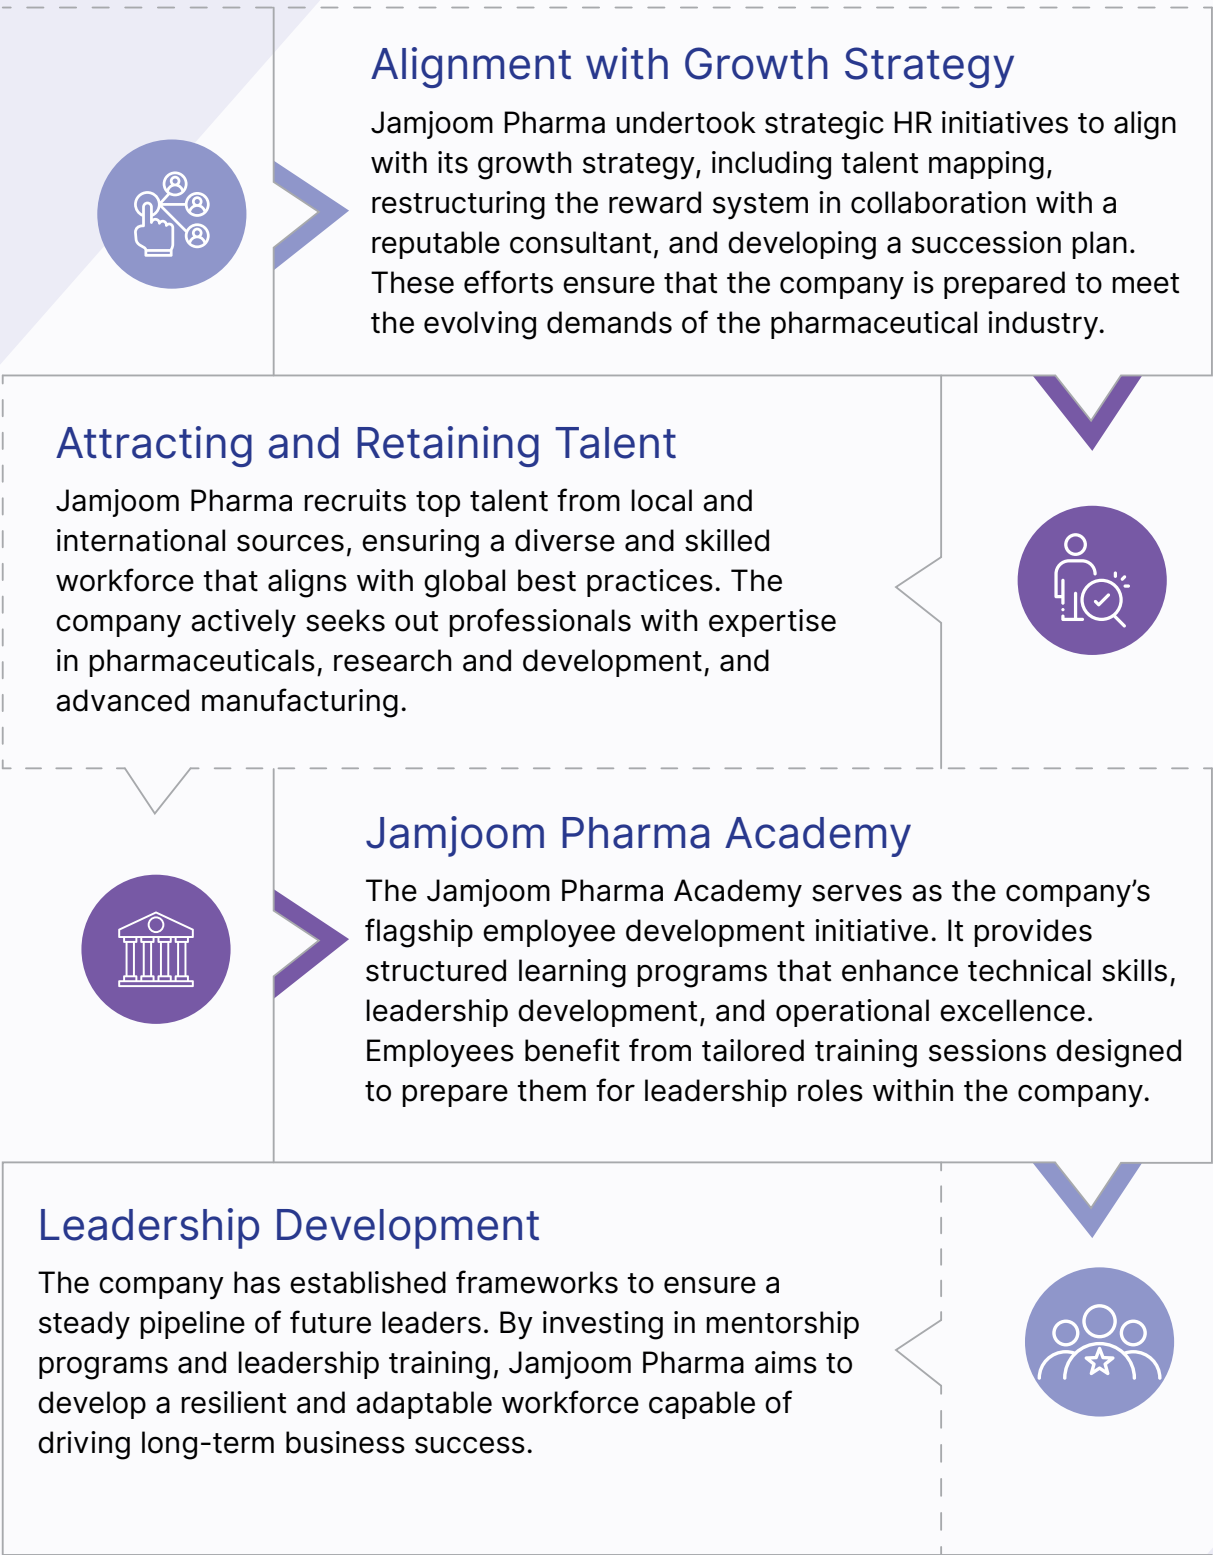 Alignment with Growth Strategy
Jamjoom Pharma undertook strategic HR initiatives to align
with its growth strategy, including talent mapping,
restructuring the reward system in collaboration with a
reputable consultant, and developing a succession plan.
These efforts ensure that the company is prepared to meet
the evolving demands of the pharmaceutical industry.
Attracting and Retaining Talent
Jamjoom Pharma recruits top talent from local and
international sources, ensuring a diverse and skilled
workforce that aligns with global best practices. The
company actively seeks out professionals with expertise
in pharmaceuticals, research and development, and
advanced manufacturing.
Jamjoom Pharma Academy
The Jamjoom Pharma Academy serves as the company’s
flagship employee development initiative. It provides
structured learning programs that enhance technical skills,
leadership development, and operational excellence.
Employees benefit from tailored training sessions designed
to prepare them for leadership roles within the company.
Leadership Development
The company has established frameworks to ensure a
steady pipeline of future leaders. By investing in mentorship
programs and leadership training, Jamjoom Pharma aims to
develop a resilient and adaptable workforce capable of
driving long-term business success.